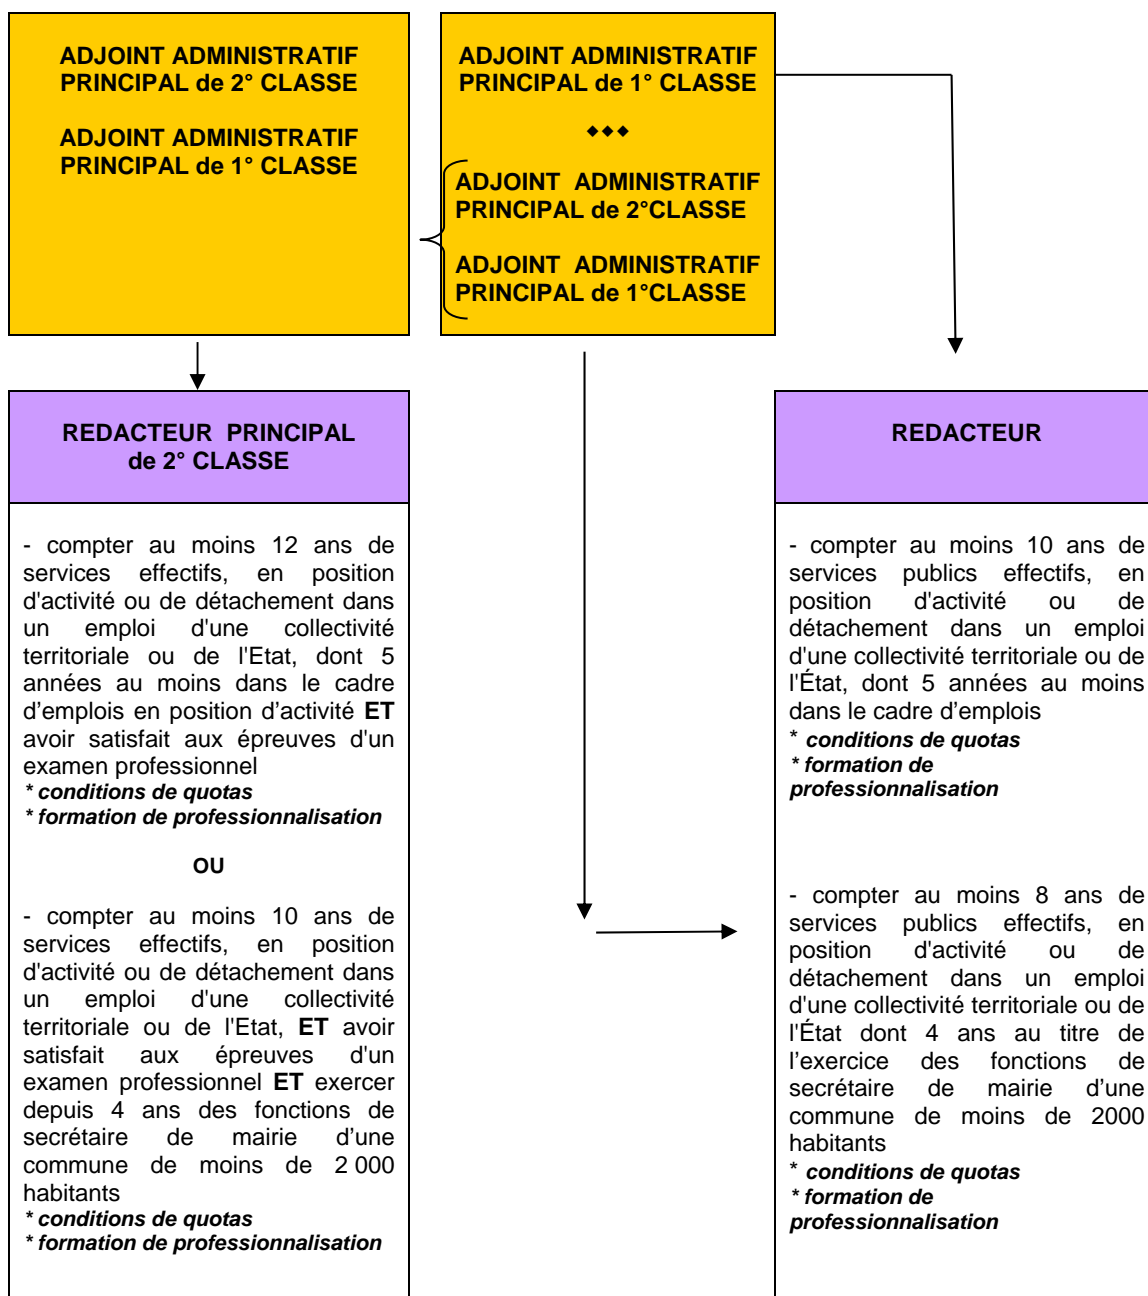 ADJOINT ADMINISTRATIF
PRINCIPAL de 2° CLASSE
ADJOINT ADMINISTRATIF
PRINCIPAL de 1° CLASSE
ADJOINT ADMINISTRATIF
PRINCIPAL de 1° CLASSE
ADJOINT ADMINISTRATIF
PRINCIPAL de 2°CLASSE
ADJOINT ADMINISTRATIF
PRINCIPAL de 1°CLASSE
REDACTEUR PRINCIPAL
de 2° CLASSE
- compter au moins 12 ans de
services effectifs, en position
d'activité ou de détachement dans
un emploi d'une collectivité
territoriale ou de l'Etat, dont 5
années au moins dans le cadre
d’emplois en position d’activité ET
avoir satisfait aux épreuves d'un
examen professionnel
* conditions de quotas
* formation de professionnalisation
OU
- compter au moins 10 ans de
services effectifs, en position
d'activité ou de détachement dans
un emploi d'une collectivité
territoriale ou de l'Etat, ET avoir
satisfait aux épreuves d'un
examen professionnel ET exercer
depuis 4 ans des fonctions de
secrétaire de mairie d’une
commune de moins de 2 000
habitants
* conditions de quotas
* formation de professionnalisation
REDACTEUR
- compter au moins 10 ans de
services publics effectifs, en
position d'activité ou de
détachement dans un emploi
d'une collectivité territoriale ou de
l'État, dont 5 années au moins
dans le cadre d’emplois
* conditions de quotas
* formation de
professionnalisation
- compter au moins 8 ans de
services publics effectifs, en
position d'activité ou de
détachement dans un emploi
d'une collectivité territoriale ou de
l'État dont 4 ans au titre de
l’exercice des fonctions de
secrétaire de mairie d’une
commune de moins de 2000
habitants
* conditions de quotas
* formation de
professionnalisation